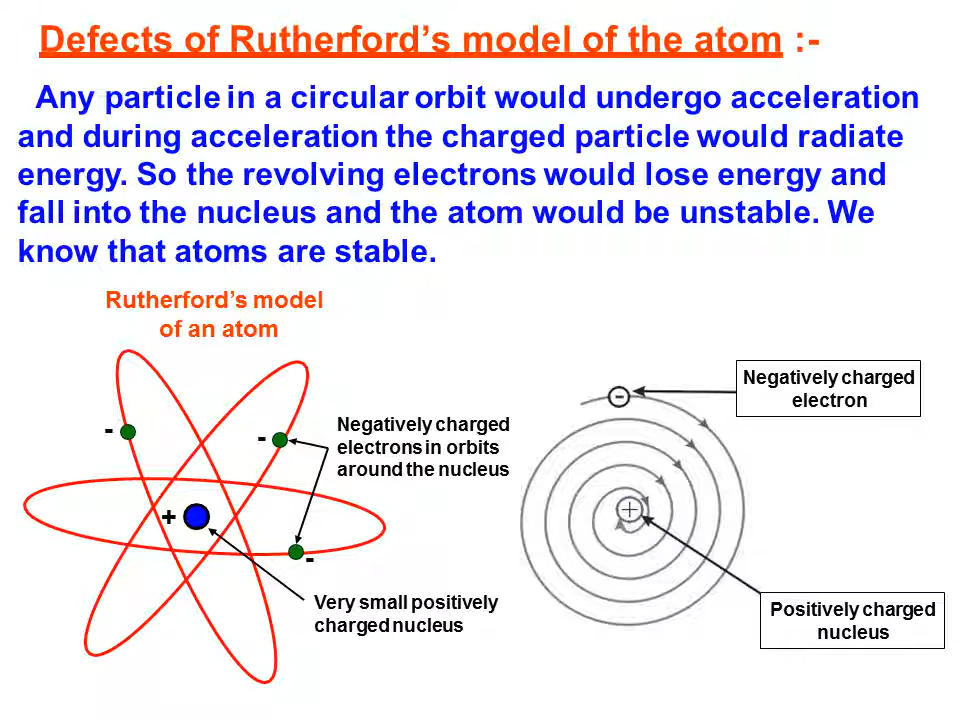 Defects of Rutherford’s model of the atom :-
Any particle in a circular orbit would undergo acceleration
and during acceleration the charged particle would radiate
energy. So the revolving electrons would lose energy and
fall into the nucleus and the atom would be unstable. We
know that atoms are stable.
Rutherford’s model
of an atom
-
-
Negatively charged
electrons in orbits
around the nucleus
+
-
Very small positively
charged nucleus
Negatively charged
electron
-
+
Positively charged
nucleus